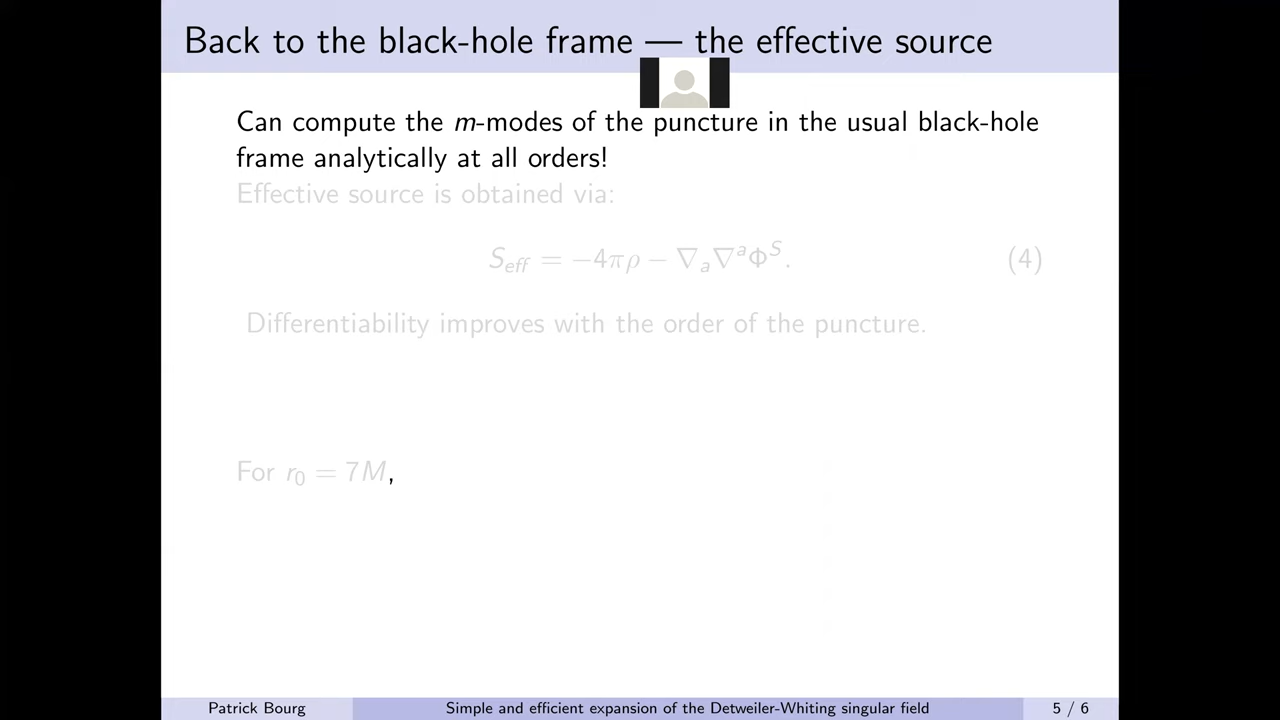 Back to the black-hole frame — the effective source
Can compute the m-modes of the puncture in the usual black-hole
frame analytically at all orders!
Effective source is obtained via:
S_eff = −4πρ − ∇_a∇^aΦ^S. (4)
Differentiability improves with the order of the puncture.
For r₀ = 7M,
Patrick Bourg Simple and efficient expansion of the Detweiler-Whiting singular field 5 / 6